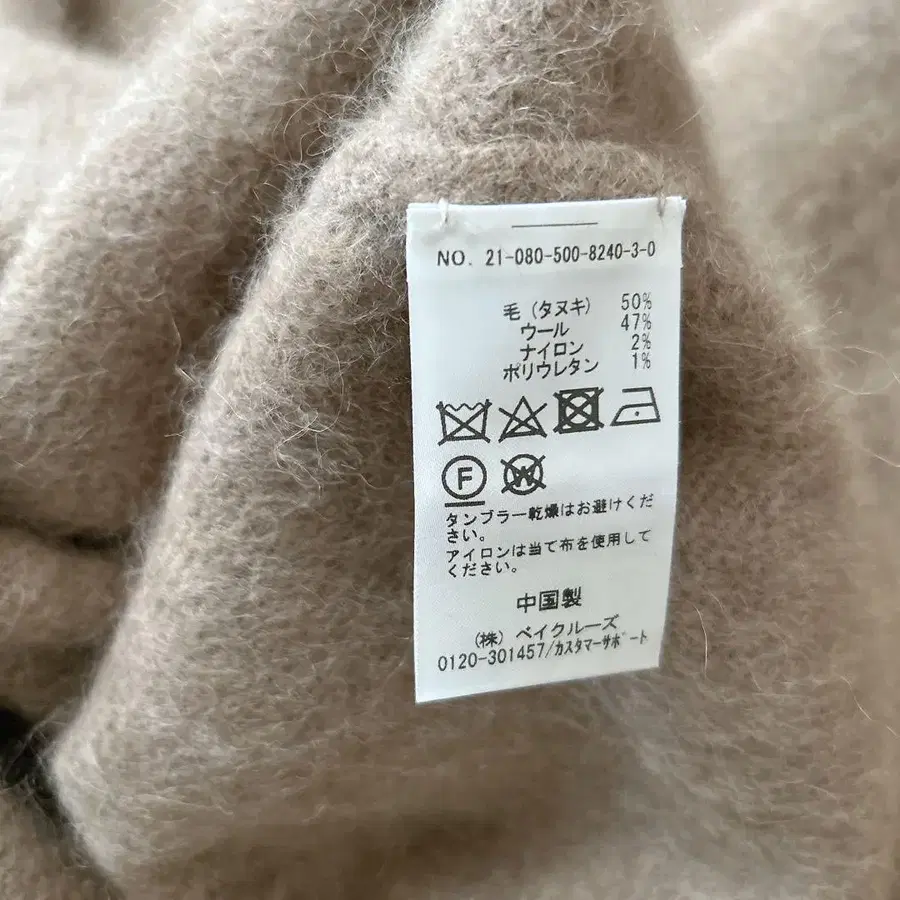 NO. 21-080-500-8240-3-0
毛(タヌキ) 50%
ウール 47%
ナイロン 2%
ポリウレタン 1%
F W
タンブラー乾燥はお避けくだ
さい。
アイロンは当て布を使用して
ください。
中国製
(株) ベイクルーズ
0120-301457/カスタマーサポート